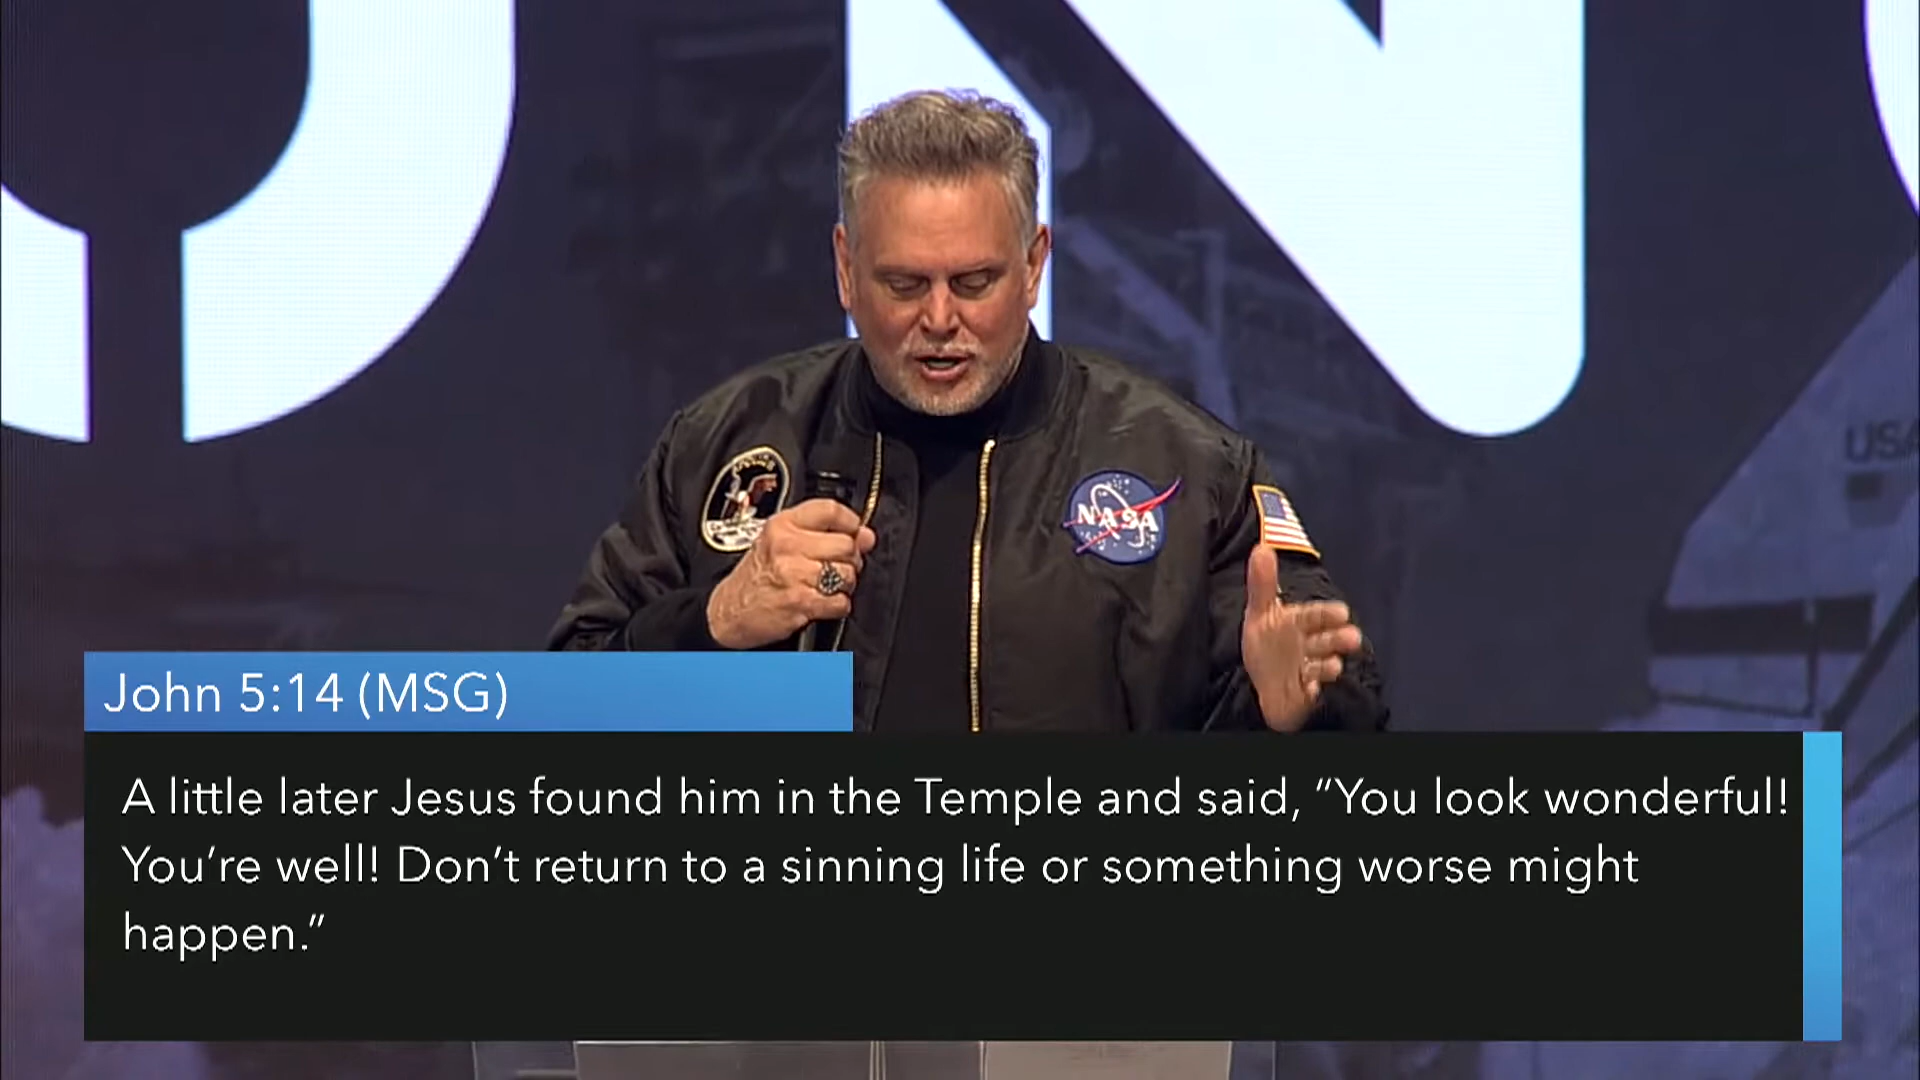 NASA
USA
John 5:14 (MSG)
A little later Jesus found him in the Temple and said, “You look wonderful!
You’re well! Don’t return to a sinning life or something worse might
happen.”